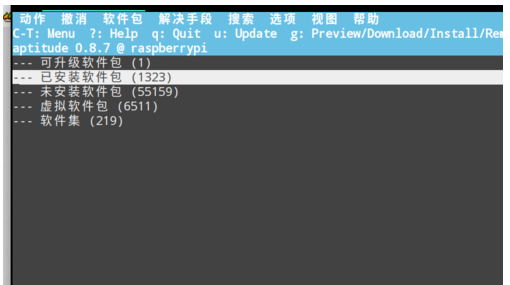 动作 撤消 软件包 解决手段 搜索 选项 视图 帮助
C-T: Menu ?: Help q: Quit u: Update g: Preview/Download/Install/Rem
aptitude 0.8.7 @ raspberrypi
--- 可升级软件包 (1)
--- 已安装软件包 (1323)
--- 未安装软件包 (55159)
--- 虚拟软件包 (6511)
--- 软件集 (219)